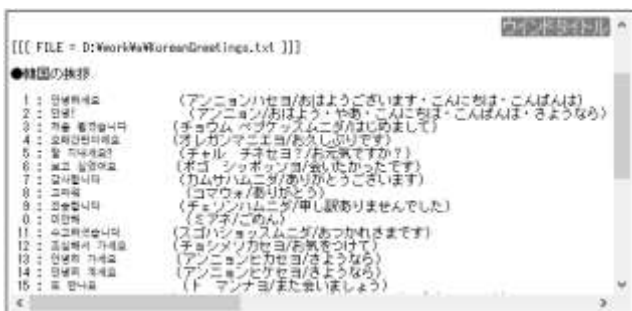 ウインドタイトル
[[[ FILE = D:¥work¥a¥KoreanGreetings.txt ]]]
●韓国の挨拶
1 : 안녕하세요 (アンニョンハセヨ/おはようございます・こんにちは・こんばんは)
2 : 안녕! (アンニョン/おはよう・やあ・こんにちは・こんばんは・さようなら)
3 : 처음 뵙겠습니다 (チョウム ペプケッスムニダ/はじめまして)
4 : 오래간만이에요 (オレガンマニエヨ/お久しぶりです)
5 : 잘 지내세요? (チャル チネセヨ?/お元気ですか?)
6 : 보고 싶었어요 (ポゴ シッポッソヨ/会いたかったです)
7 : 감사합니다 (カムサハムニダ/ありがとうございます)
8 : 고마워 (コマウォ/ありがとう)
9 : 죄송합니다 (チェソンハムニダ/申し訳ありませんでした)
0 : 미안해 (ミアネ/ごめん)
11 : 수고하셨습니다 (スゴハショッスムニダ/おつかれさまです)
12 : 조심해서 가세요 (チョシメソカセヨ/お気をつけて)
13 : 안녕히 가세요 (アンニョンヒカセヨ/さようなら)
14 : 안녕히 계세요 (アンニョンヒケセヨ/さようなら)
15 : 또 만나요 (ト マンナヨ/また会いましょう)